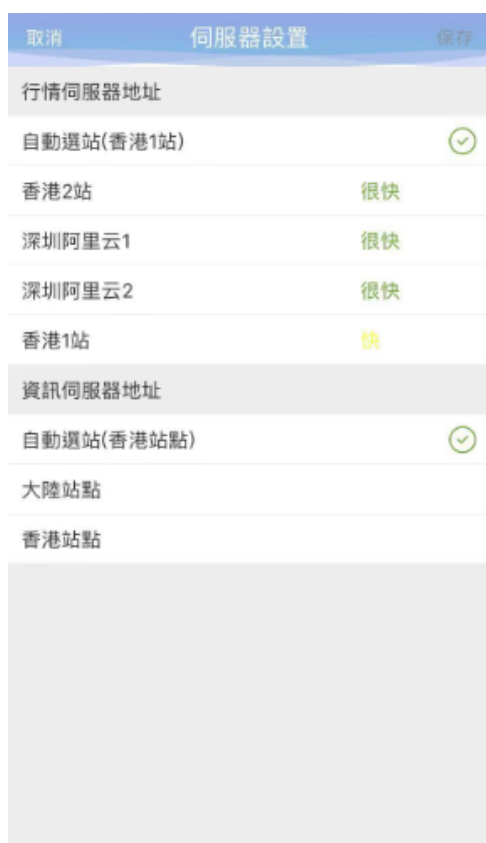 取消 伺服器設置 保存
行情伺服器地址
自動選站(香港1站)
香港2站 很快
深圳阿里云1 很快
深圳阿里云2 很快
香港1站 快
資訊伺服器地址
自動選站(香港站點)
大陸站點
香港站點